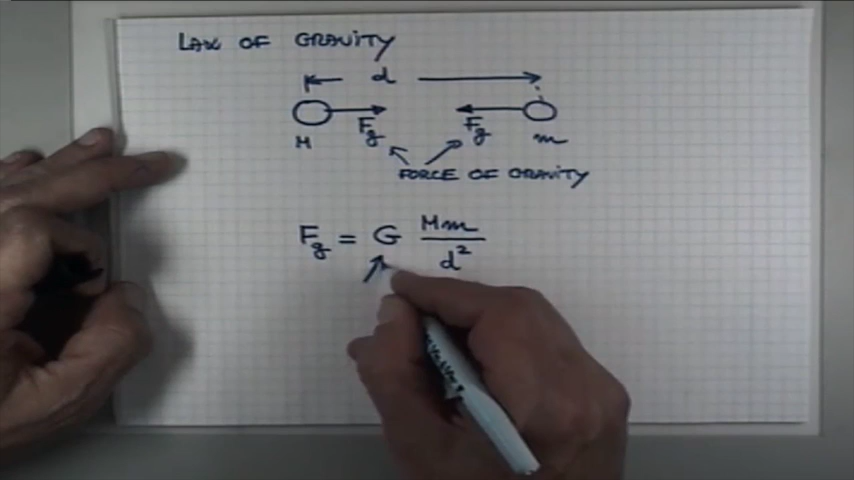 LAW OF GRAVITY
d
M Fg Fg m
FORCE OF GRAVITY
Fg = G Mm / d²